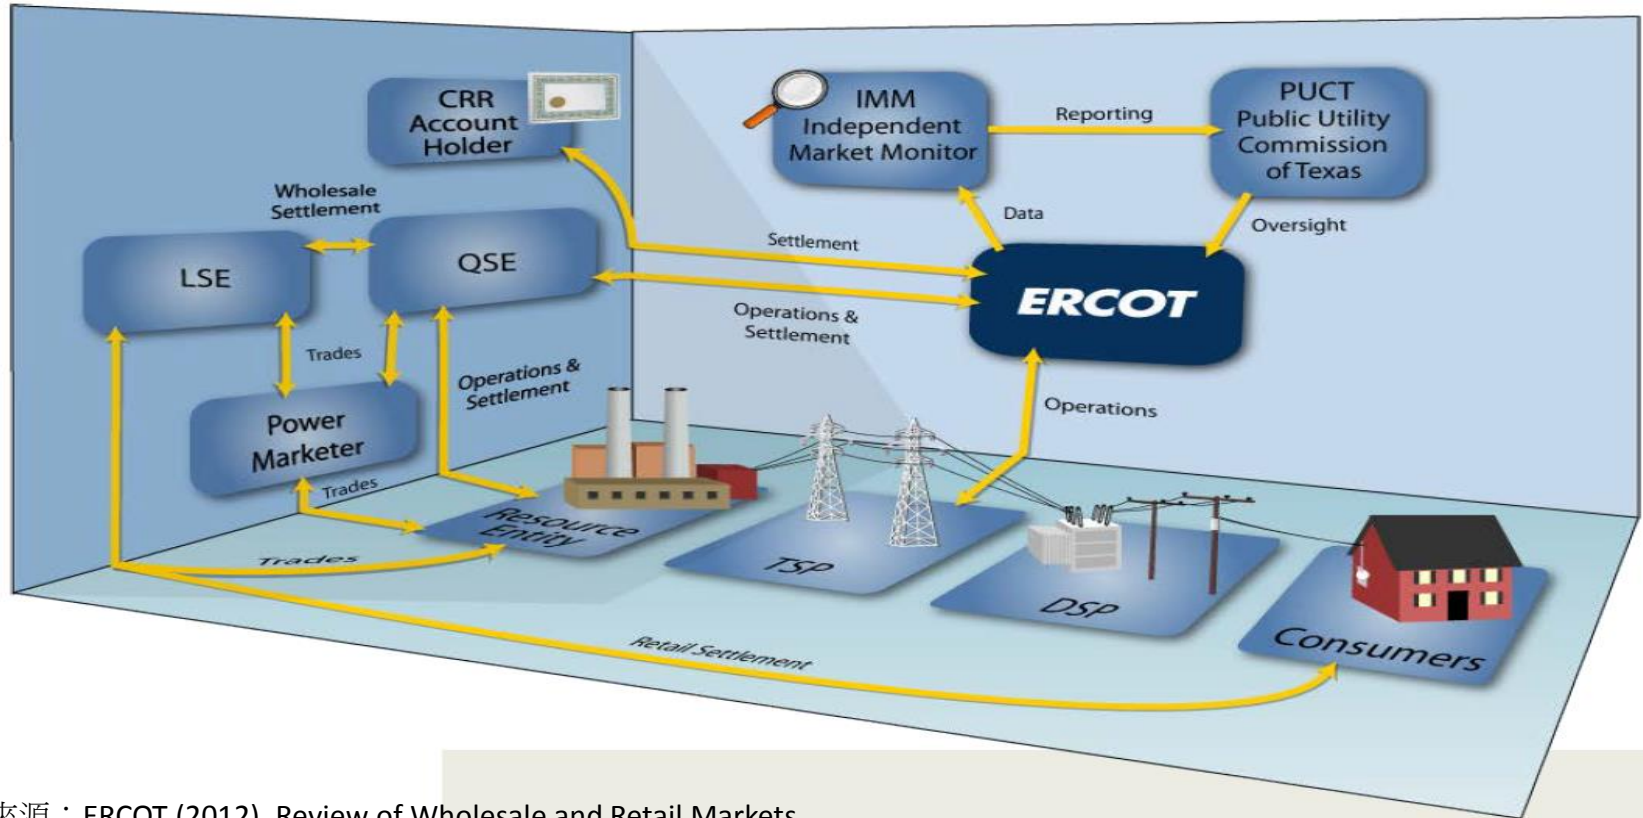 CRR
Account
Holder
IMM
Independent
Market Monitor
Reporting
PUCT
Public Utility
Commission
of Texas
Wholesale
Settlement
Data
Oversight
LSE
QSE
Settlement
Operations &
Settlement
ERCOT
Trades
Operations &
Settlement
Operations
Power
Marketer
Trades
Resource
Entity
Trades
TSP
DSP
Consumers
Retail Settlement
來源：ERCOT (2012), Review of Wholesale and Retail Markets